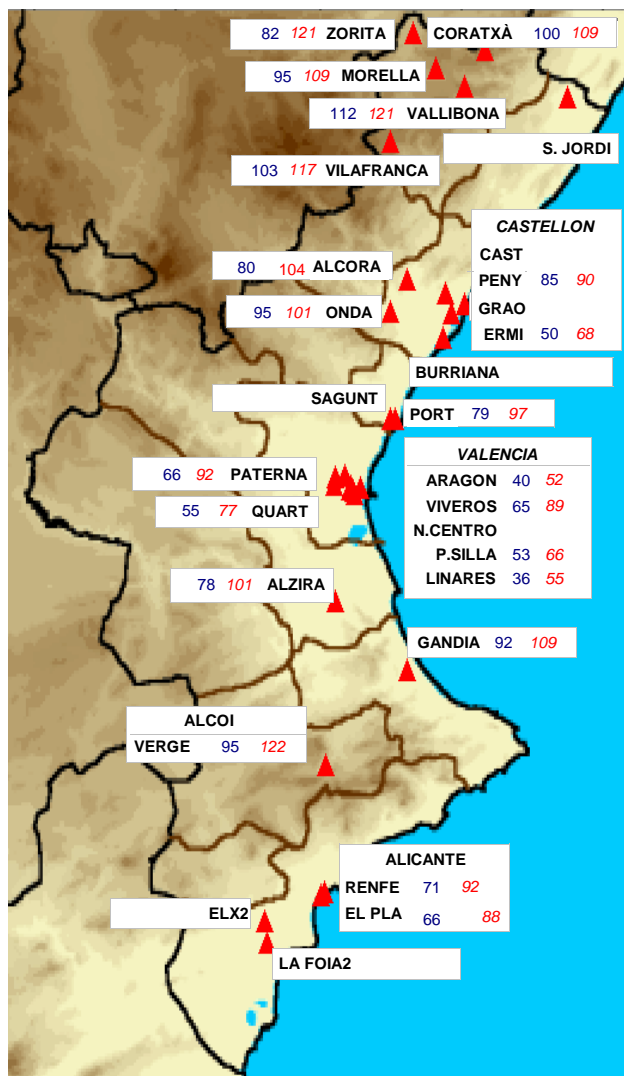 82 121 ZORITA
CORATXÀ 100 109
95 109 MORELLA
112 121 VALLIBONA
S. JORDI
103 117 VILAFRANCA
CASTELLON
CAST
PENY 85 90
GRAO
ERMI 50 68
80 104 ALCORA
95 101 ONDA
BURRIANA
SAGUNT
PORT 79 97
66 92 PATERNA
55 77 QUART
VALENCIA
ARAGON 40 52
VIVEROS 65 89
N.CENTRO
P.SILLA 53 66
LINARES 36 55
78 101 ALZIRA
GANDIA 92 109
ALCOI
VERGE 95 122
ALICANTE
RENFE 71 92
EL PLA 66 88
ELX2
LA FOIA2